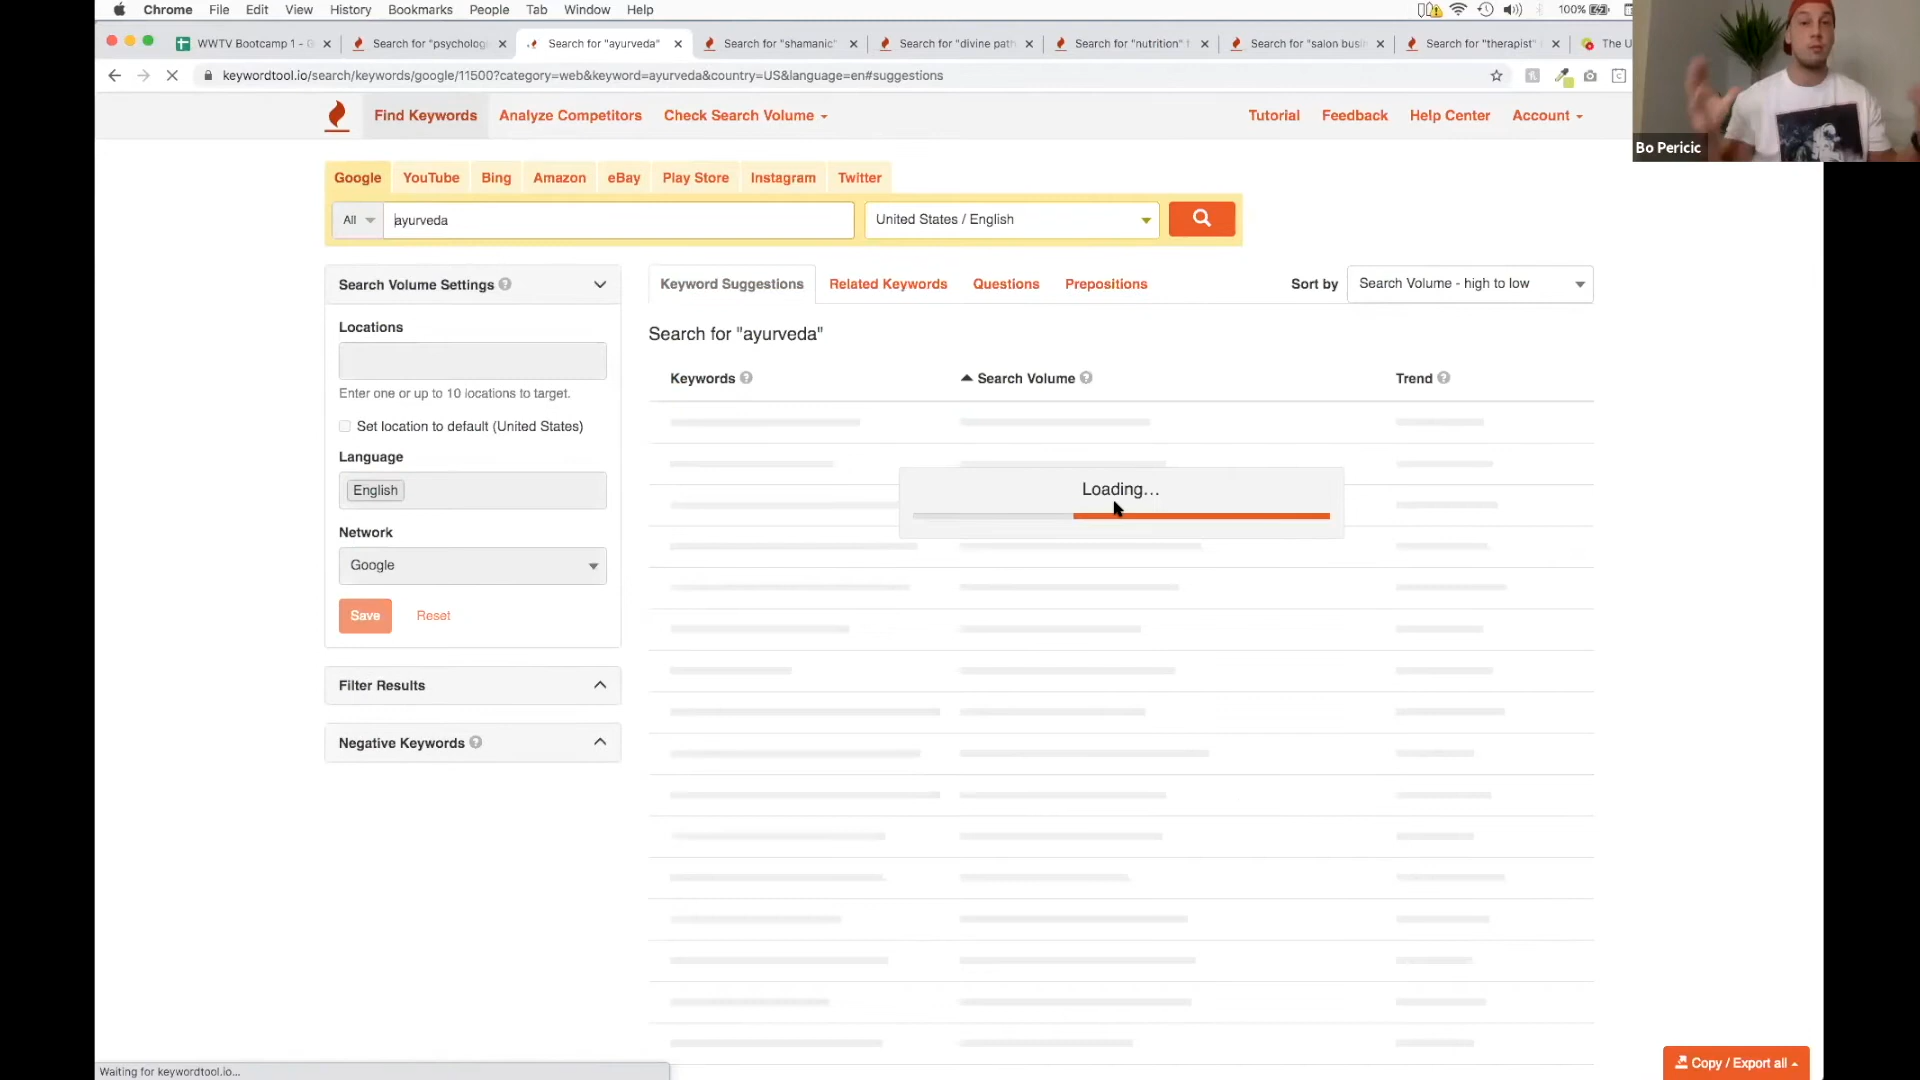 Chrome File Edit View History Bookmarks People Tab Window Help 100%
WWTV Bootcamp 1 - G Search for "psychologi Search for "ayurveda" Search for "shamanic" Search for "divine path Search for "nutrition" f Search for "salon busi Search for "therapist" The U
keywordtool.io/search/keywords/google/11500?category=web&keyword=ayurveda&country=US&language=en#suggestions
Find Keywords Analyze Competitors Check Search Volume Tutorial Feedback Help Center Account
Bo Pericic
Google YouTube Bing Amazon eBay Play Store Instagram Twitter
All ayurveda United States / English
Search Volume Settings
Keyword Suggestions Related Keywords Questions Prepositions Sort by Search Volume - high to low
Locations
Search for "ayurveda"
Keywords Search Volume Trend
Enter one or up to 10 locations to target.
Set location to default (United States)
Language
English
Loading...
Network
Google
Save Reset
Filter Results
Negative Keywords
Copy / Export all
Waiting for keywordtool.io...